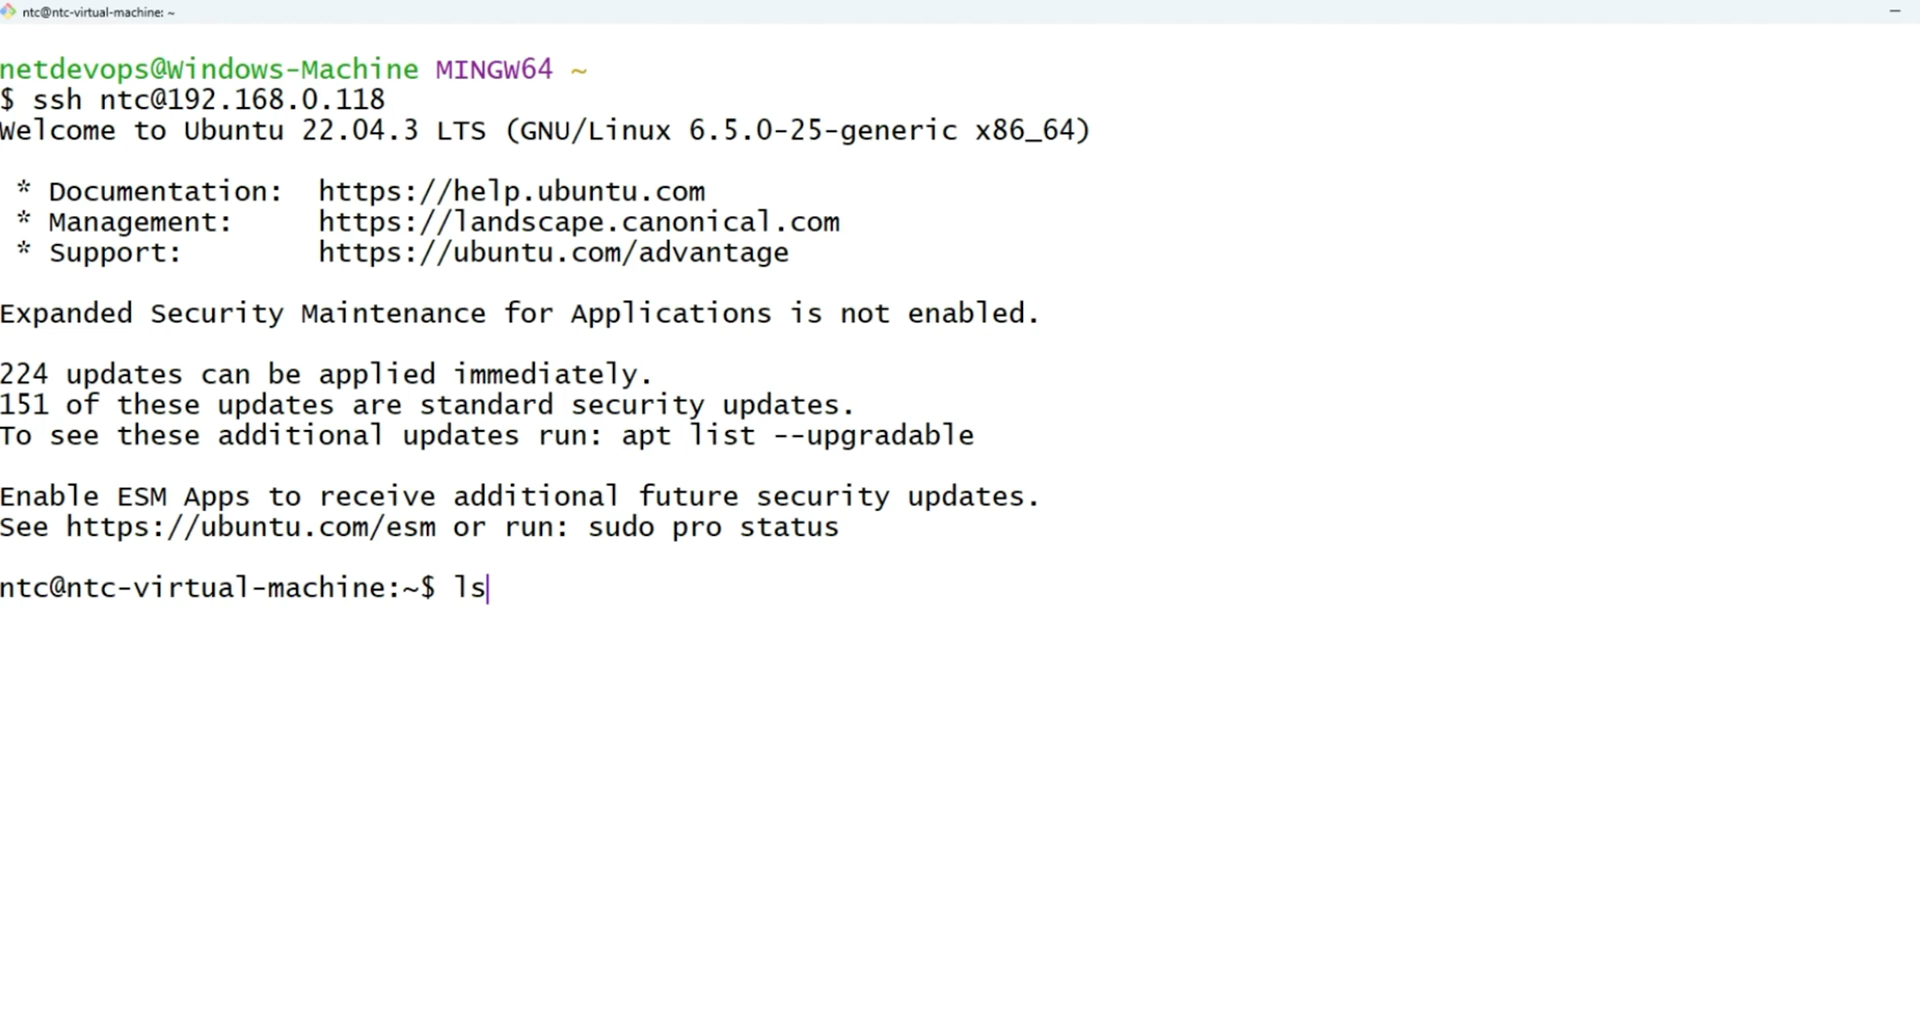 ntc@ntc-virtual-machine: ~
netdevops@Windows-Machine MINGW64 ~
$ ssh ntc@192.168.0.118
Welcome to Ubuntu 22.04.3 LTS (GNU/Linux 6.5.0-25-generic x86_64)
* Documentation:  https://help.ubuntu.com
* Management:     https://landscape.canonical.com
* Support:        https://ubuntu.com/advantage
Expanded Security Maintenance for Applications is not enabled.
224 updates can be applied immediately.
151 of these updates are standard security updates.
To see these additional updates run: apt list --upgradable
Enable ESM Apps to receive additional future security updates.
See https://ubuntu.com/esm or run: sudo pro status
ntc@ntc-virtual-machine:~$ ls